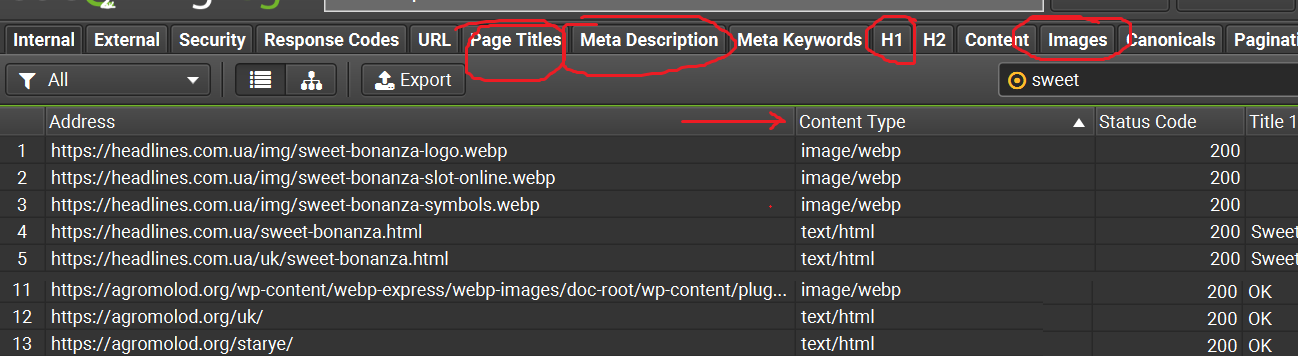 Internal External Security Response Codes URL Page Titles Meta Description Meta Keywords H1 H2 Content Images Canonicals
All Export sweet
Address Content Type Status Code Title 1
1 https://headlines.com.ua/img/sweet-bonanza-logo.webp image/webp 200
2 https://headlines.com.ua/img/sweet-bonanza-slot-online.webp image/webp 200
3 https://headlines.com.ua/img/sweet-bonanza-symbols.webp image/webp 200
4 https://headlines.com.ua/sweet-bonanza.html text/html 200 Sweet
5 https://headlines.com.ua/uk/sweet-bonanza.html text/html 200 Sweet
11 https://agromolod.org/wp-content/webp-express/webp-images/doc-root/wp-content/plug... image/webp 200 OK
12 https://agromolod.org/uk/ text/html 200 OK
13 https://agromolod.org/starye/ text/html 200 OK